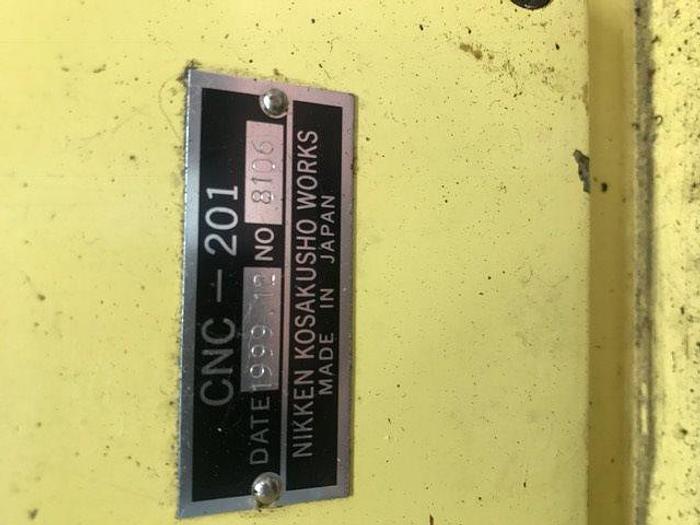 CNC-201
DATE 1999.12 NO 8106
NIKKEN KOSAKUSHO WORKS
MADE IN JAPAN